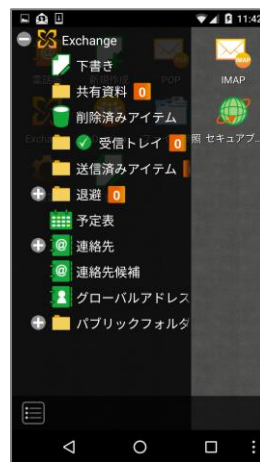 11:42
Exchange
下書き
共有資料 0
削除済みアイテム
受信トレイ 0
送信済みアイテム
退避 0
予定表
連絡先
連絡先候補
グローバルアドレス
パブリックフォルダ
POP
IMAP
セキュアブ...